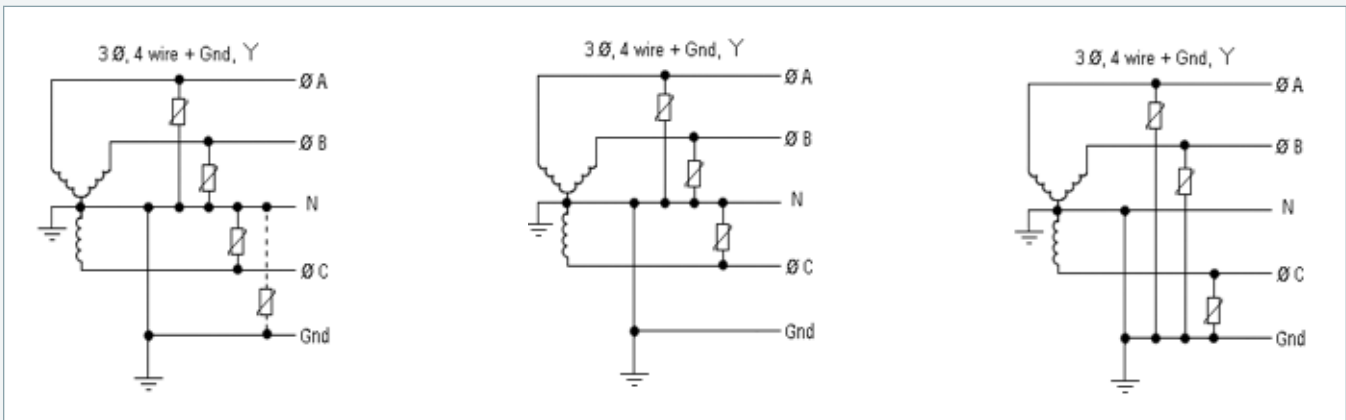 3 Ø, 4 wire + Gnd, Y
Ø A
Ø B
N
Ø C
Gnd
3 Ø, 4 wire + Gnd, Y
Ø A
Ø B
N
Ø C
Gnd
3 Ø, 4 wire + Gnd, Y
Ø A
Ø B
N
Ø C
Gnd